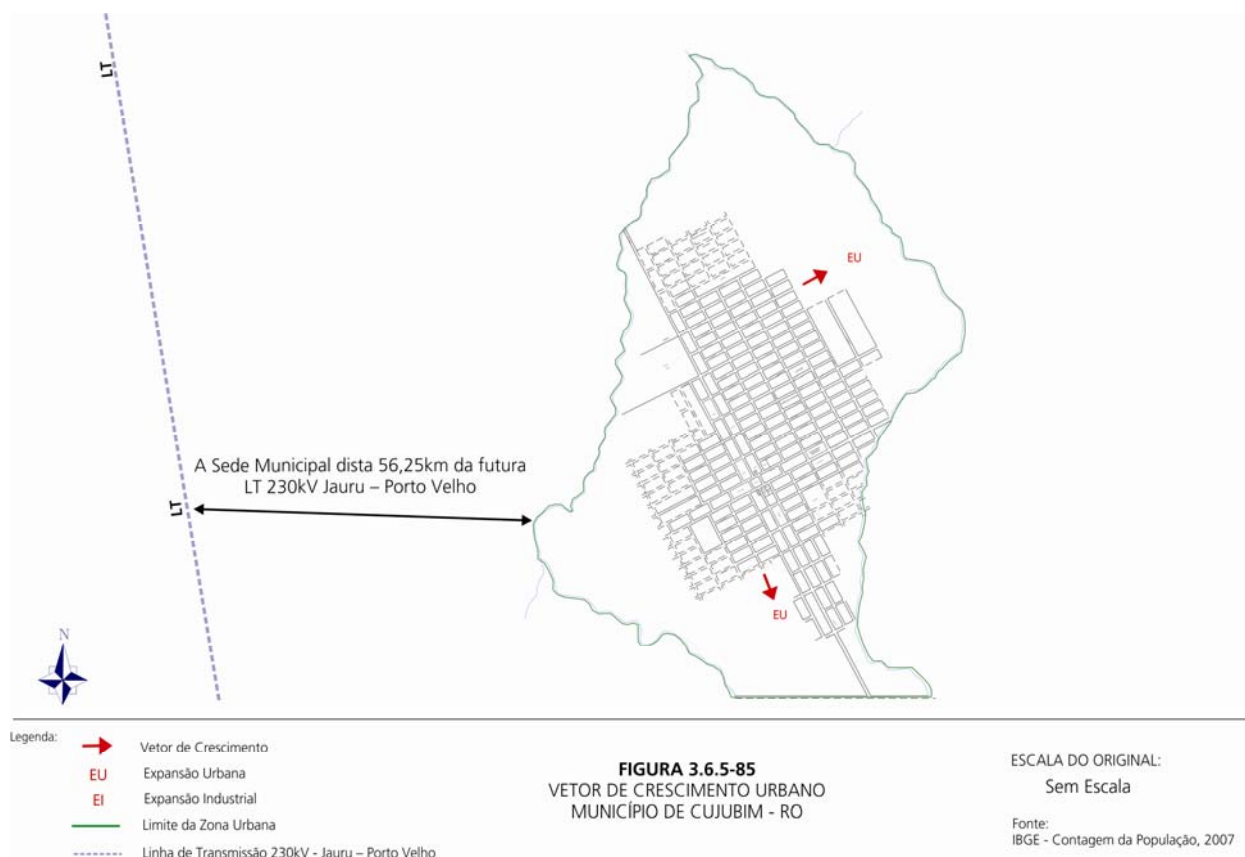 LT
EU
A Sede Municipal dista 56,25km da futura
LT 230kV Jauru – Porto Velho
LT
EU
N
Legenda:
Vetor de Crescimento
EU Expansão Urbana
EI Expansão Industrial
Limite da Zona Urbana
Linha de Transmissão 230kV - Jauru – Porto Velho
FIGURA 3.6.5-85
VETOR DE CRESCIMENTO URBANO
MUNICÍPIO DE CUJUBIM - RO
ESCALA DO ORIGINAL:
Sem Escala
Fonte:
IBGE - Contagem da População, 2007